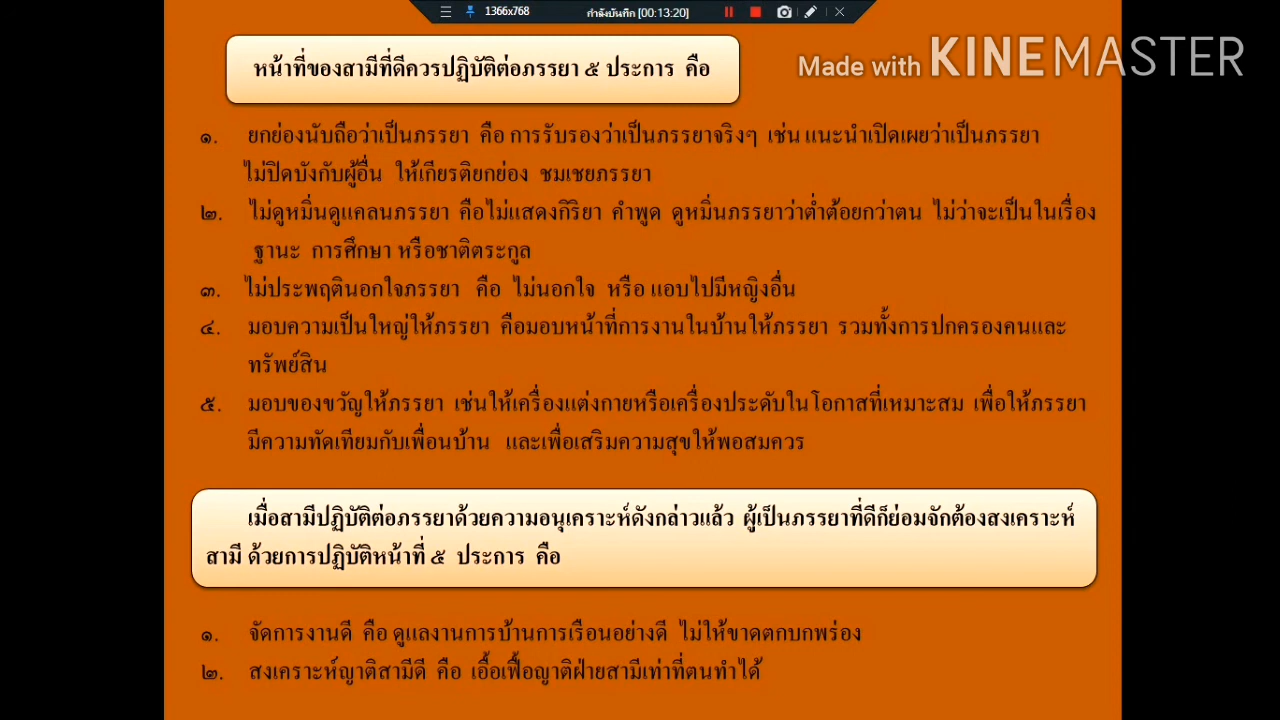 1366x768 กำลังบันทึก [00:13:20]
Made with KINEMASTER
หน้าที่ของสามีที่ดีควรปฏิบัติต่อภรรยา ๕ ประการ คือ
๑. ยกย่องนับถือว่าเป็นภรรยา คือ การรับรองว่าเป็นภรรยาจริงๆ เช่น แนะนำเปิดเผยว่าเป็นภรรยา
ไม่ปิดบังกับผู้อื่น ให้เกียรติยกย่อง ชมเชยภรรยา
๒. ไม่ดูหมิ่นดูแคลนภรรยา คือไม่แสดงกิริยา คำพูด ดูหมิ่นภรรยาว่าต่ำต้อยกว่าตน ไม่ว่าจะเป็นในเรื่อง
ฐานะ การศึกษา หรือชาติตระกูล
๓. ไม่ประพฤตินอกใจภรรยา คือ ไม่นอกใจ หรือ แอบไปมีหญิงอื่น
๔. มอบความเป็นใหญ่ให้ภรรยา คือมอบหน้าที่การงานในบ้านให้ภรรยา รวมทั้งการปกครองคนและ
ทรัพย์สิน
๕. มอบของขวัญให้ภรรยา เช่นให้เครื่องแต่งกายหรือเครื่องประดับในโอกาสที่เหมาะสม เพื่อให้ภรรยา
มีความทัดเทียมกับเพื่อนบ้าน และเพื่อเสริมความสุขให้พอสมควร
เมื่อสามีปฏิบัติต่อภรรยาด้วยความอนุเคราะห์ดังกล่าวแล้ว ผู้เป็นภรรยาที่ดีก็ย่อมจักต้องสงเคราะห์
สามี ด้วยการปฏิบัติหน้าที่ ๕ ประการ คือ
๑. จัดการงานดี คือ ดูแลงานการบ้านการเรือนอย่างดี ไม่ให้ขาดตกบกพร่อง
๒. สงเคราะห์ญาติสามีดี คือ เอื้อเฟื้อญาติฝ่ายสามีเท่าที่ตนทำได้